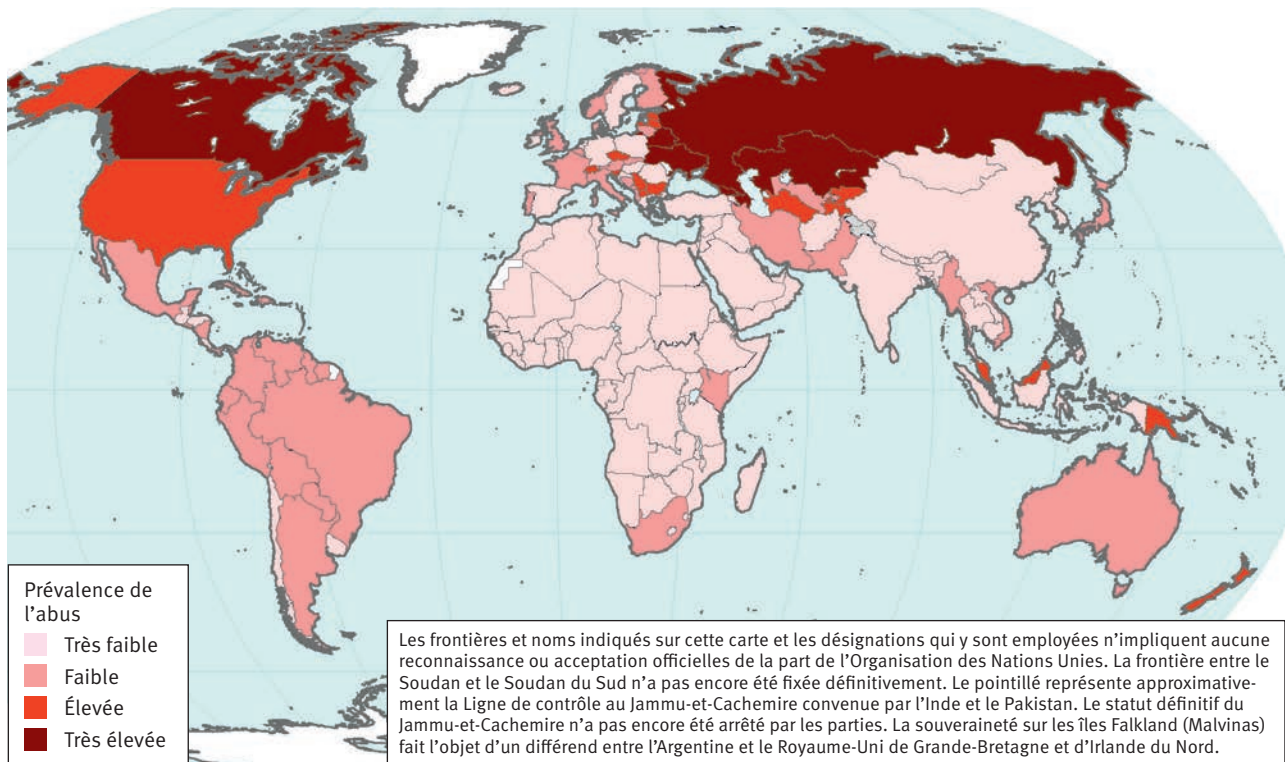 Prévalence de
l’abus
Très faible
Faible
Élevée
Très élevée
Les frontières et noms indiqués sur cette carte et les désignations qui y sont employées n’impliquent aucune
reconnaissance ou acceptation officielles de la part de l’Organisation des Nations Unies. La frontière entre le
Soudan et le Soudan du Sud n’a pas encore été fixée définitivement. Le pointillé représente approximative-
ment la Ligne de contrôle au Jammu-et-Cachemire convenue par l’Inde et le Pakistan. Le statut définitif du
Jammu-et-Cachemire n’a pas encore été arrêté par les parties. La souveraineté sur les îles Falkland (Malvinas)
fait l’objet d’un différend entre l’Argentine et le Royaume-Uni de Grande-Bretagne et d’Irlande du Nord.